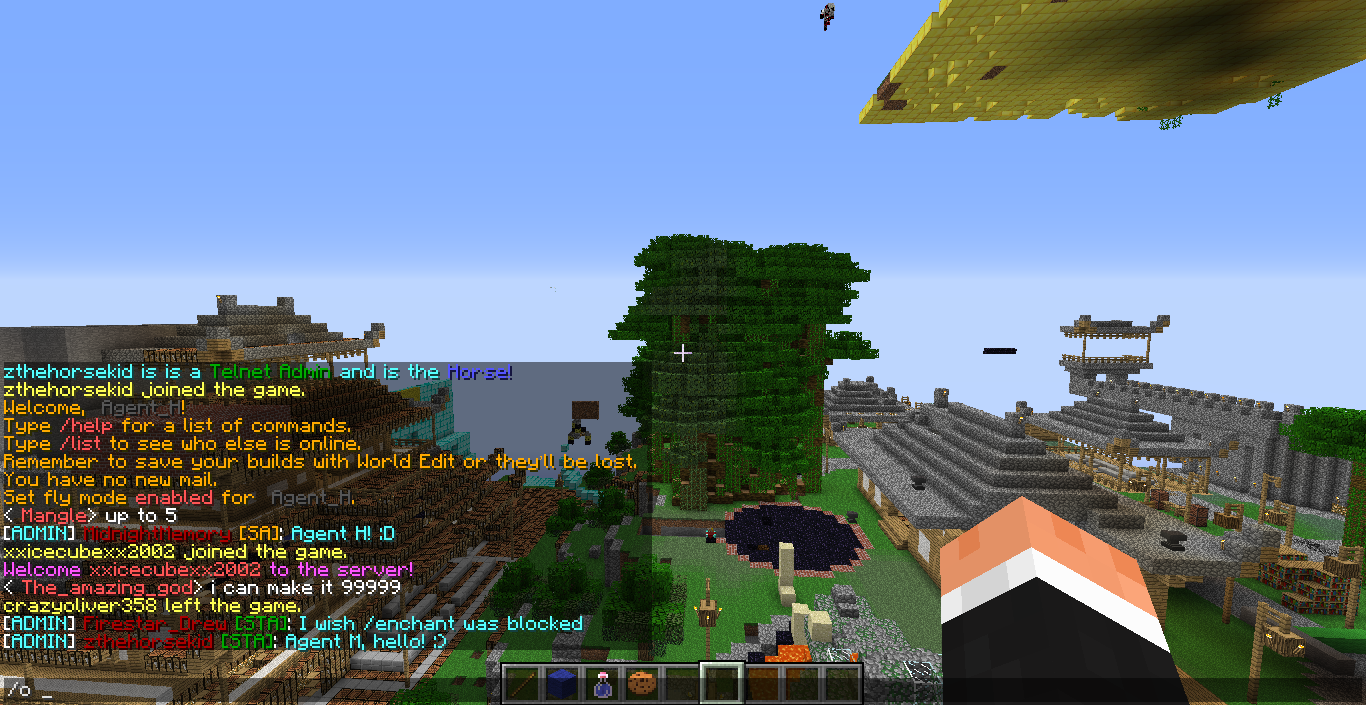 zthehorsekid is is a Telnet Admin and is the Horse!
zthehorsekid joined the game.
Welcome, Agent_H!
Type /help for a list of commands.
Type /list to see who else is online.
Remember to save your builds with World Edit or they'll be lost.
You have no new mail.
Set fly mode enabled for Agent_H.
< Mangle> up to 5
[ADMIN] MidnightMemory [SA]: Agent H! :D
xxicecubexx2002 joined the game.
Welcome xxicecubexx2002 to the server!
< The_amazing_god> i can make it 99999
crazyoliver358 left the game.
[ADMIN] Firestar_Drew [STA]: I wish /enchant was blocked
[ADMIN] zthehorsekid [STA]: Agent M, hello! :)
/o _